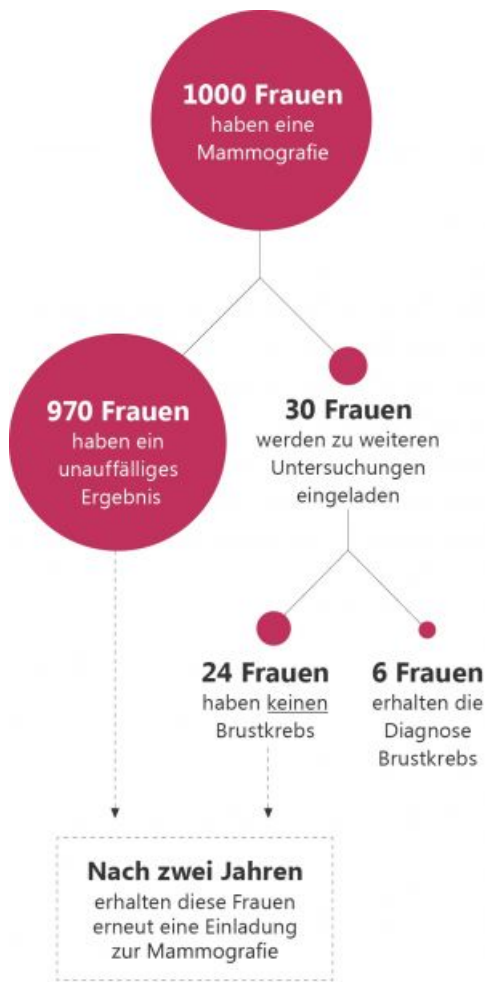 1000 Frauen
haben eine
Mammografie
970 Frauen
haben ein
unauffälliges
Ergebnis
30 Frauen
werden zu weiteren
Untersuchungen
eingeladen
24 Frauen
haben keinen
Brustkrebs
6 Frauen
erhalten die
Diagnose
Brustkrebs
Nach zwei Jahren
erhalten diese Frauen
erneut eine Einladung
zur Mammografie